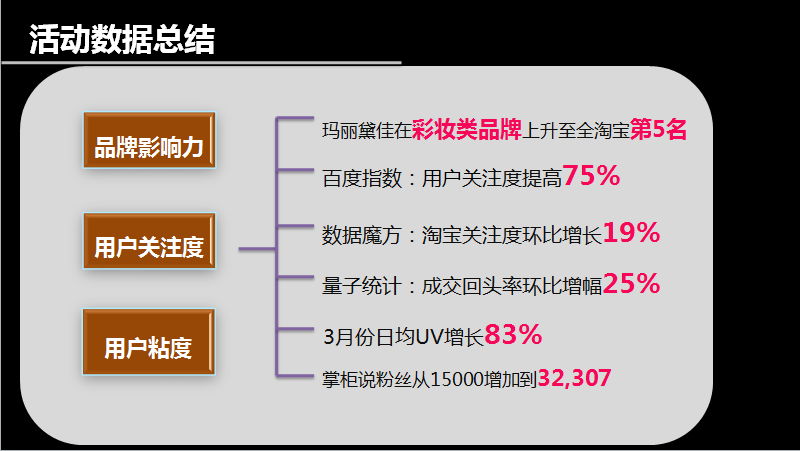 活动数据总结
品牌影响力
用户关注度
用户粘度
玛丽黛佳在彩妆类品牌上升至全淘宝第5名
百度指数：用户关注度提高75%
数据魔方：淘宝关注度环比增长19%
量子统计：成交回头率环比增幅25%
3月份日均UV增长83%
掌柜说粉丝从15000增加到32,307